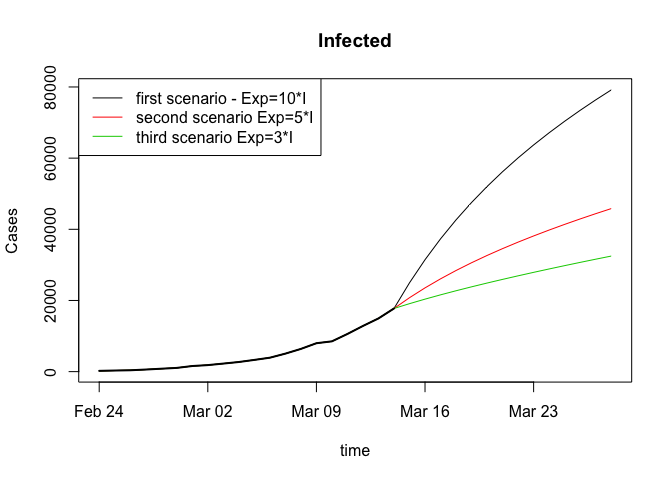 Infected
first scenario - Exp=10*I
second scenario Exp=5*I
third scenario Exp=3*I
80000
60000
40000
20000
0
Cases
Feb 24 Mar 02 Mar 09 Mar 16 Mar 23
time